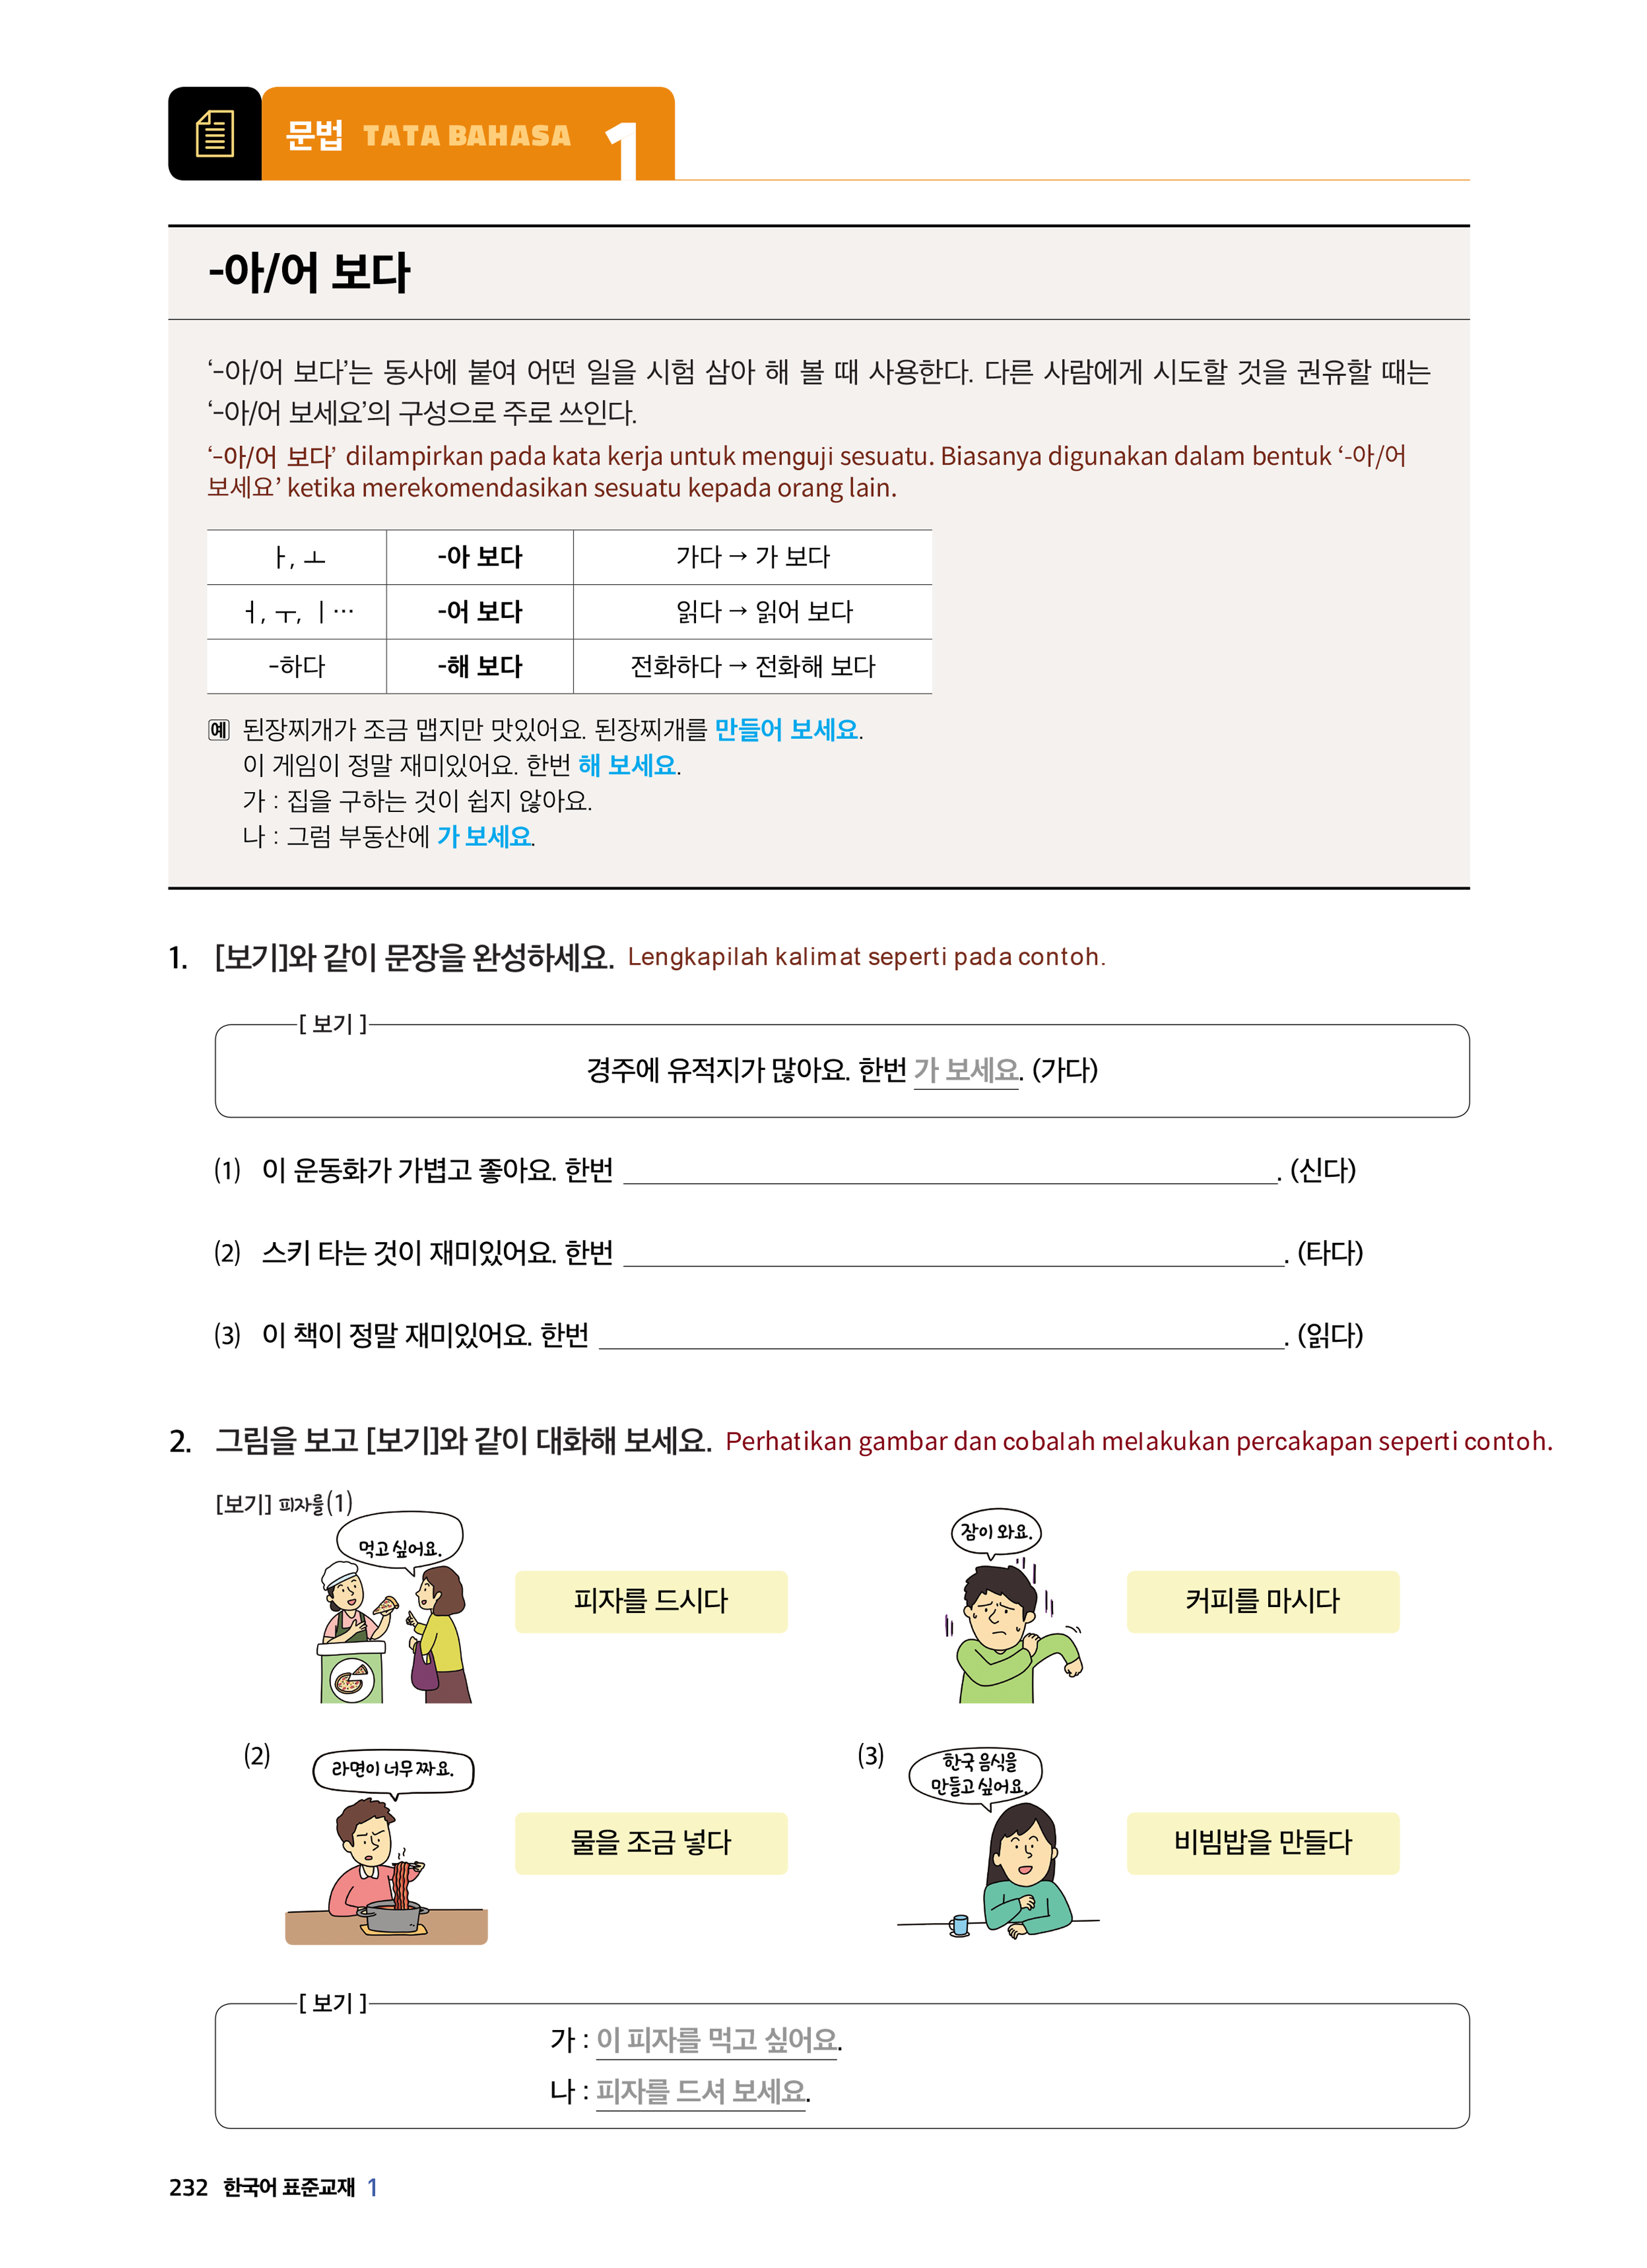 문법 TATA BAHASA 1
-아/어 보다
‘-아/어 보다’는 동사에 붙여 어떤 일을 시험 삼아 해 볼 때 사용한다. 다른 사람에게 시도할 것을 권유할 때는
‘-아/어 보세요’의 구성으로 주로 쓰인다.
‘-아/어 보다’ dilampirkan pada kata kerja untuk menguji sesuatu. Biasanya digunakan dalam bentuk ‘-아/어
보세요’ ketika merekomendasikan sesuatu kepada orang lain.
ㅏ, ㅗ -아 보다 가다 → 가 보다
ㅓ, ㅜ, ㅣ… -어 보다 읽다 → 읽어 보다
-하다 -해 보다 전화하다 → 전화해 보다
예 된장찌개가 조금 맵지만 맛있어요. 된장찌개를 만들어 보세요.
이 게임이 정말 재미있어요. 한번 해 보세요.
가 : 집을 구하는 것이 쉽지 않아요.
나 : 그럼 부동산에 가 보세요.
1. [보기]와 같이 문장을 완성하세요. Lengkapilah kalimat seperti pada contoh.
[ 보기 ]
경주에 유적지가 많아요. 한번 가 보세요. (가다)
(1) 이 운동화가 가볍고 좋아요. 한번 ______. (신다)
(2) 스키 타는 것이 재미있어요. 한번 ______. (타다)
(3) 이 책이 정말 재미있어요. 한번 ______. (읽다)
2. 그림을 보고 [보기]와 같이 대화해 보세요. Perhatikan gambar dan cobalah melakukan percakapan seperti contoh.
[보기] 피자를 (1)
먹고 싶어요.
피자를 드시다
잠이 와요.
커피를 마시다
(2)
라면이 너무 짜요.
물을 조금 넣다
(3)
한국 음식을
만들고 싶어요.
비빔밥을 만들다
[ 보기 ]
가 : 이 피자를 먹고 싶어요.
나 : 피자를 드셔 보세요.
232 한국어 표준교재 1